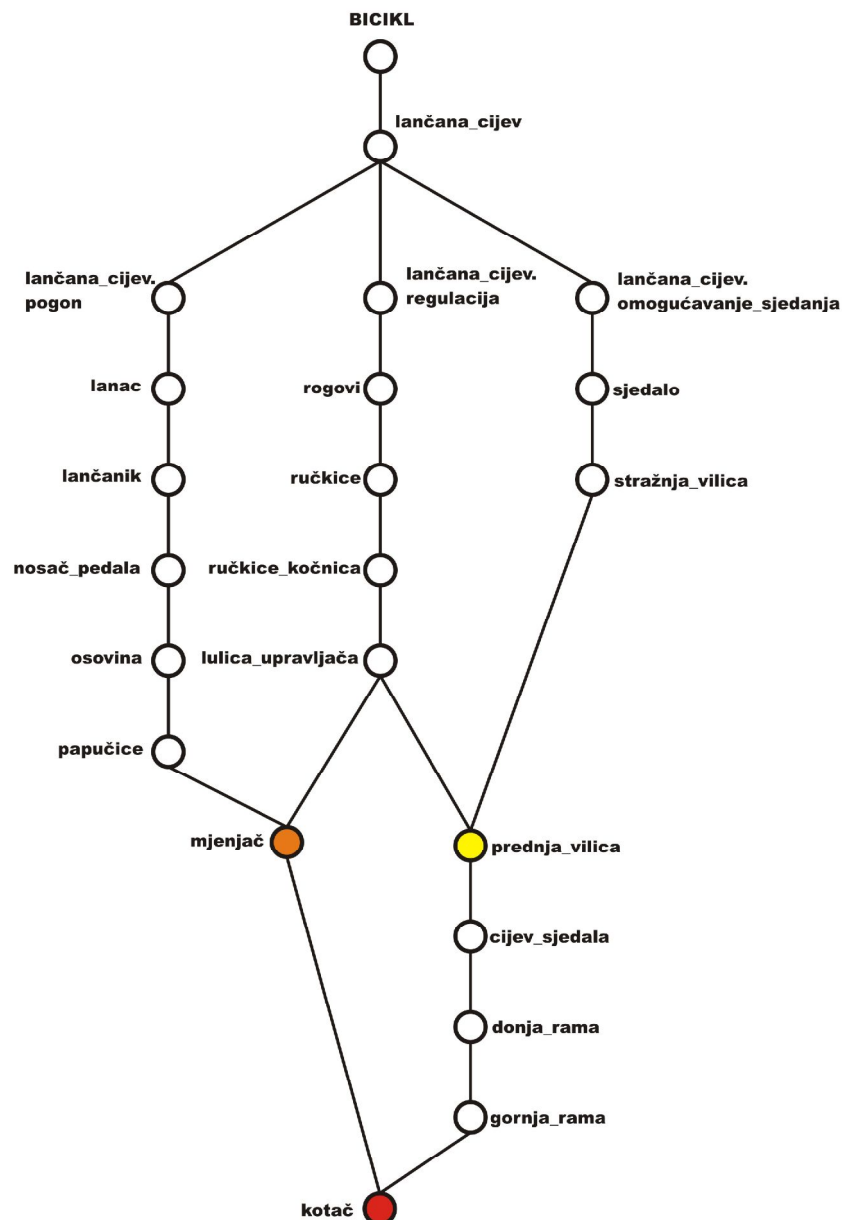 BICIKL
lančana_cijev
lančana_cijev.
pogon
lančana_cijev.
regulacija
lančana_cijev.
omogućavanje_sjedanja
lanac
rogovi
sjedalo
lančanik
ručkice
stražnja_vilica
nosač_pedala
ručkice_kočnica
osovina
lulica_upravljača
papučice
mjenjač
prednja_vilica
cijev_sjedala
donja_rama
gornja_rama
kotač